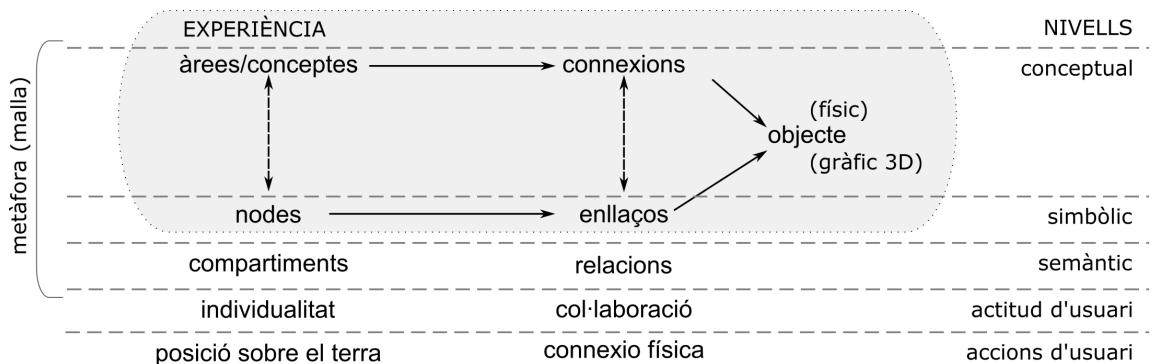 EXPERIÈNCIA NIVELLS
àrees/conceptes connexions conceptual
(físic)
objecte
(gràfic 3D)
metàfora (malla)
nodes enllaços simbòlic
compartiments relacions semàntic
individualitat col·laboració actitud d'usuari
posició sobre el terra connexio física accions d'usuari